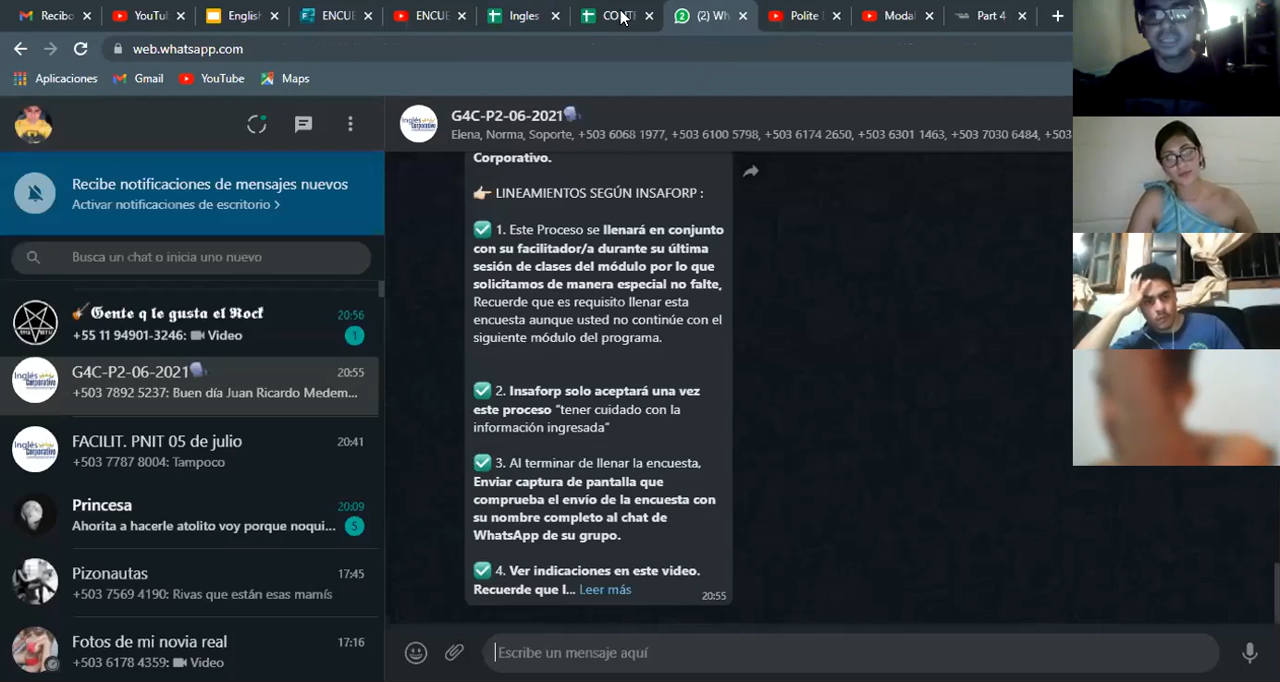 Recibo
YouTu
English
ENCUE
ENCUE
Ingles
CONTI
(2) Wh
Polite
Modal
Part 4
web.whatsapp.com
Aplicaciones
Gmail
YouTube
Maps
Recibe notificaciones de mensajes nuevos
Activar notificaciones de escritorio >
Busca un chat o inicia uno nuevo
🎸𝕲𝖊𝖓𝖙𝖊 𝖖 𝖑𝖊 𝖌𝖚𝖘𝖙𝖆 𝖊𝖑 𝕽𝖔𝖈𝖐
20:56
+55 11 94901-3246: Video
1
G4C-P2-06-2021🗣
20:55
+503 7892 5237: Buen día Juan Ricardo Medem...
FACILIT. PNIT 05 de julio
20:41
+503 7787 8004: Tampoco
Princesa
20:09
Ahorita a hacerle atolito voy porque noqui...
5
Pizonautas
17:45
+503 7569 4190: Rivas que están esas mamís
Fotos de mi novia real
17:16
+503 6178 4359: Video
Inglés
Corporativo
G4C-P2-06-2021🗣
Elena, Norma, Soporte, +503 6068 1977, +503 6100 5798, +503 6174 2650, +503 6301 1463, +503 7030 6484, +503
Corporativo.
👉🏻 LINEAMIENTOS SEGÚN INSAFORP :
✅ 1. Este Proceso se llenará en conjunto
con su facilitador/a durante su última
sesión de clases del módulo por lo que
solicitamos de manera especial no falte,
Recuerde que es requisito llenar esta
encuesta aunque usted no continúe con el
siguiente módulo del programa.
✅ 2. Insaforp solo aceptará una vez
este proceso "tener cuidado con la
información ingresada"
✅ 3. Al terminar de llenar la encuesta,
Enviar captura de pantalla que
comprueba el envío de la encuesta con
su nombre completo al chat de
WhatsApp de su grupo.
✅ 4. Ver indicaciones en este video.
Recuerde que l... Leer más
20:55
Escribe un mensaje aquí